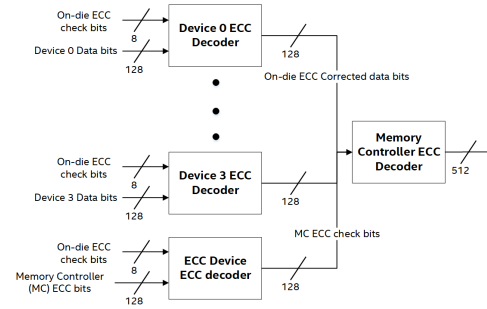 On-die ECC
check bits
8
Device 0 Data bits
128
Device 0 ECC
Decoder
128
On-die ECC Corrected data bits
On-die ECC
check bits
8
Device 3 Data bits
128
Device 3 ECC
Decoder
128
Memory
Controller ECC
Decoder
512
MC ECC check bits
On-die ECC
check bits
8
Memory Controller
(MC) ECC bits
128
ECC Device
ECC decoder
128